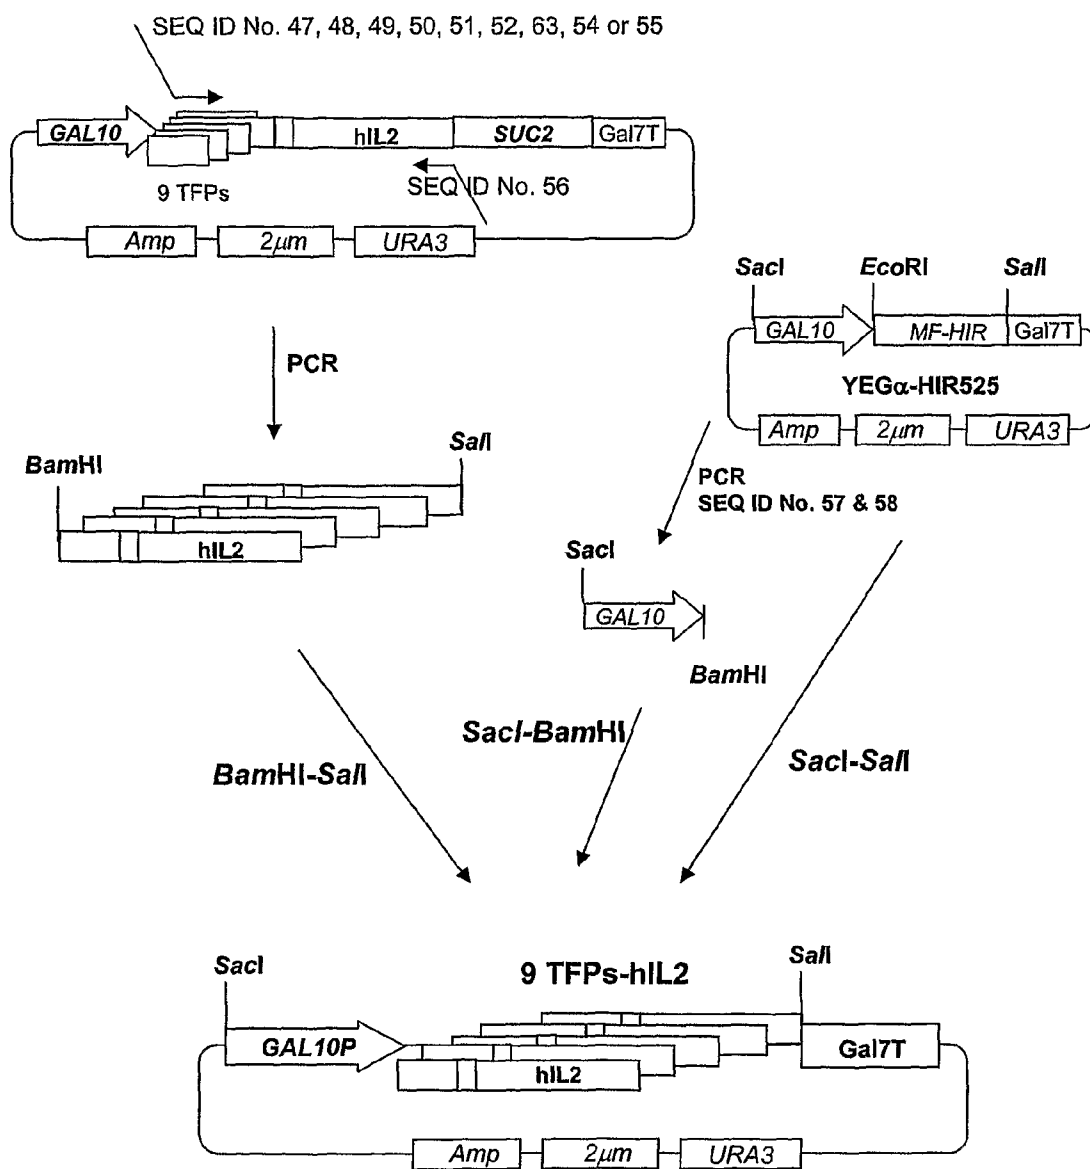 SEQ ID No. 47, 48, 49, 50, 51, 52, 63, 54 or 55
GAL10
hIL2
SUC2
Gal7T
9 TFPs
SEQ ID No. 56
Amp
2μm
URA3
SacI
EcoRI
SalI
GAL10
MF-HIR
Gal7T
YEGα-HIR525
Amp
2μm
URA3
PCR
PCR
SEQ ID No. 57 & 58
BamHI
SalI
hIL2
SacI
GAL10
BamHI
BamHI-SalI
SacI-BamHI
SacI-SalI
SacI
9 TFPs-hIL2
SalI
GAL10P
hIL2
Gal7T
Amp
2μm
URA3